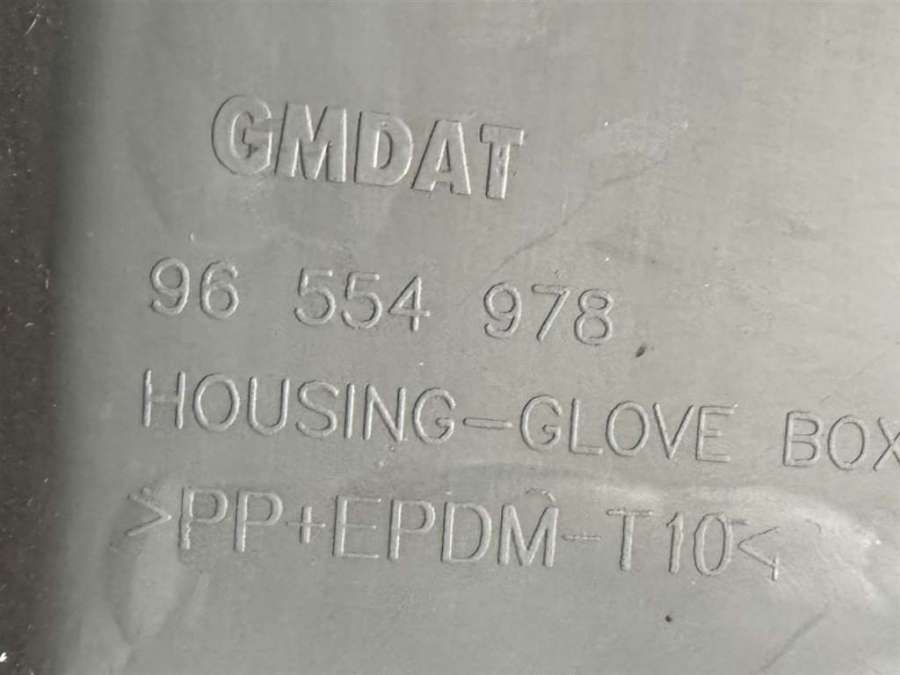 GMDAT
96 554 978
HOUSING-GLOVE BOX
>PP+EPDM-T10<